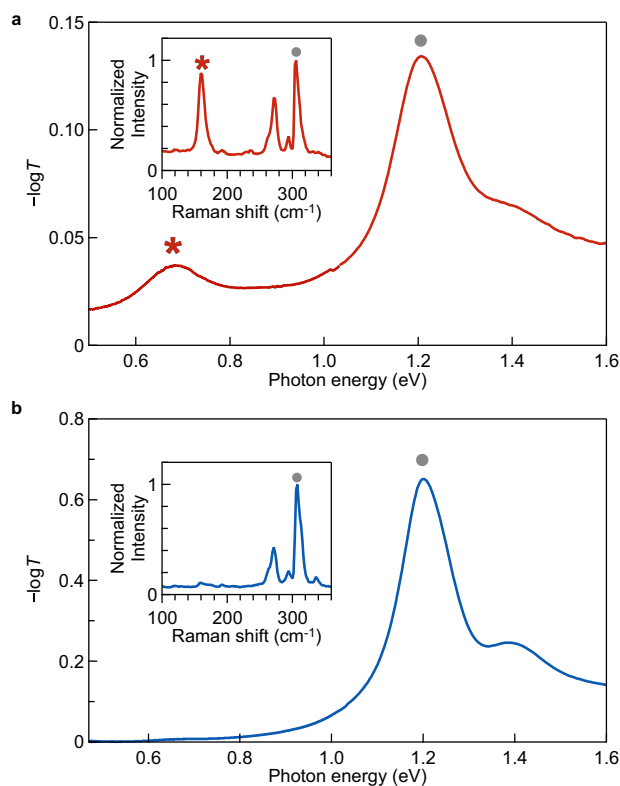 a
0.15
0.10
0.05
0
−logT
0.6 0.8 1.0 1.2 1.4 1.6
Photon energy (eV)
Normalized
Intensity
1
0
100 200 300
Raman shift (cm-1)
b
0.8
0.6
0.4
0.2
0
−logT
0.6 0.8 1.0 1.2 1.4 1.6
Photon energy (eV)
Normalized
Intensity
1
0
100 200 300
Raman shift (cm-1)